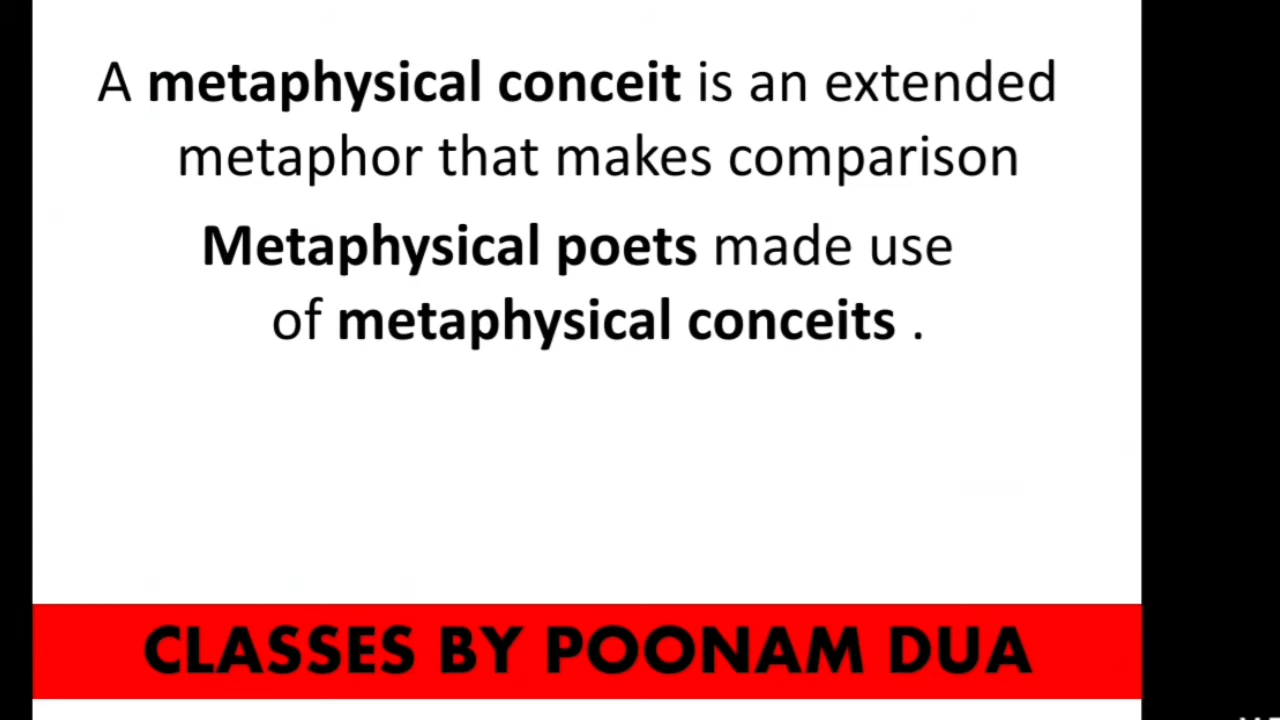 A metaphysical conceit is an extended
metaphor that makes comparison
Metaphysical poets made use
of metaphysical conceits .
CLASSES BY POONAM DUA